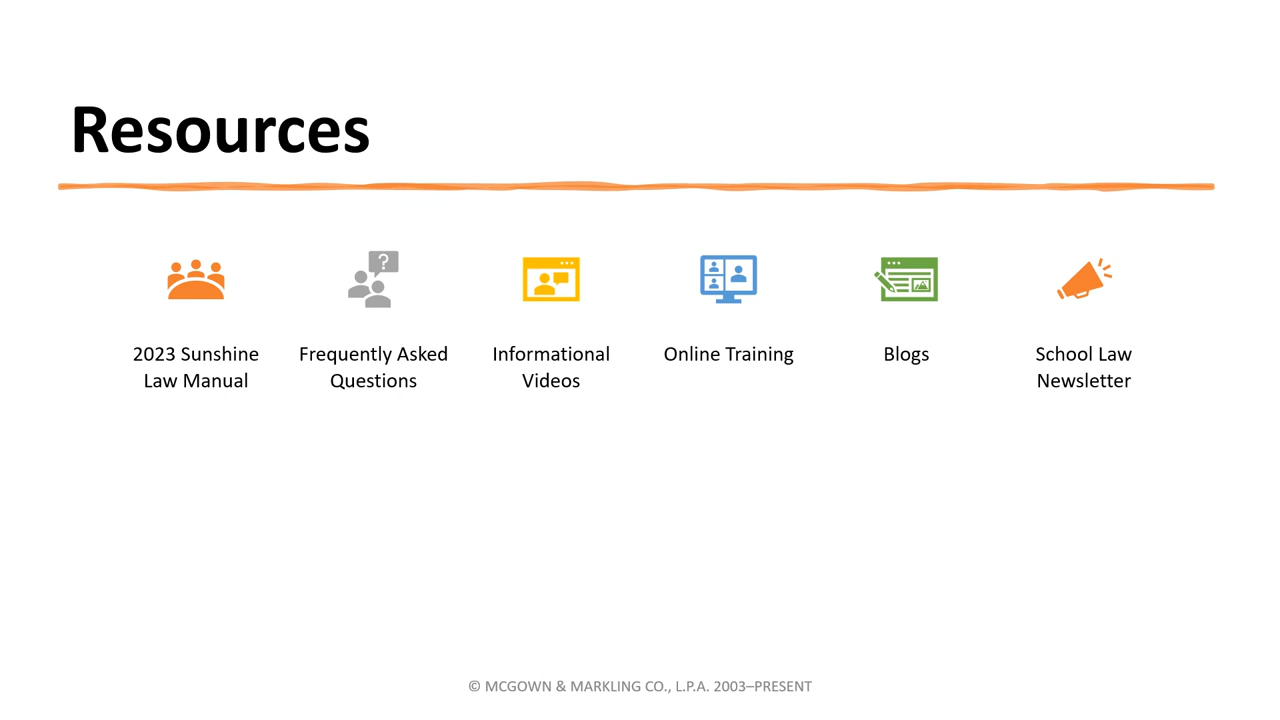 Resources
?
2023 Sunshine
Law Manual
Frequently Asked
Questions
Informational
Videos
Online Training
Blogs
School Law
Newsletter
© MCGOWN & MARKLING CO., L.P.A. 2003–PRESENT